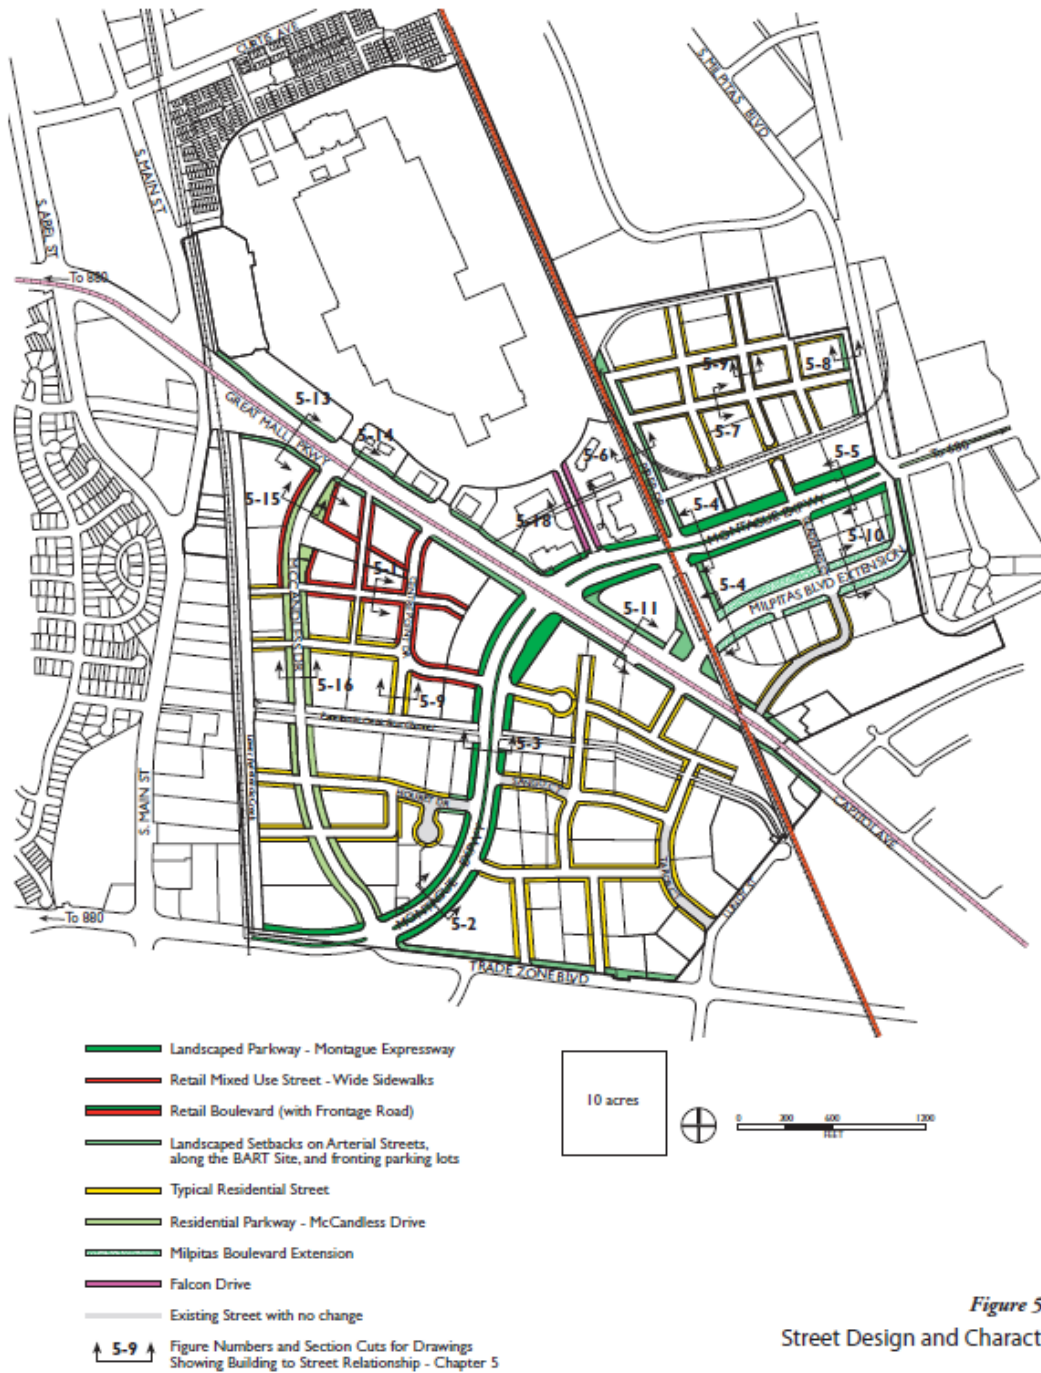 CURTIS AVE
S. MILPITAS BLVD
S. MAIN ST
S. ABEL ST
To 880
5-13
GREAT MALL PKWY
5-14
5-9
5-8
5-7
5-6
5-5
To 680
5-15
5-18
5-4
MONTAGUE EXPWY
5-10
5-1
5-4
MILPITAS BLVD EXTENSION
5-11
MCCANDLESS DR
5-16
5-9
5-3
S. MAIN ST
CAPITOL AVE
MONTAGUE EXPWY
To 880
5-2
TRADE ZONE BLVD
Landscaped Parkway - Montague Expressway
Retail Mixed Use Street - Wide Sidewalks
Retail Boulevard (with Frontage Road)
Landscaped Setbacks on Arterial Streets,
along the BART Site, and fronting parking lots
Typical Residential Street
Residential Parkway - McCandless Drive
Milpitas Boulevard Extension
Falcon Drive
Existing Street with no change
5-9
Figure Numbers and Section Cuts for Drawings
Showing Building to Street Relationship - Chapter 5
10 acres
0 300 600 1200
FEET
Figure 5
Street Design and Charact